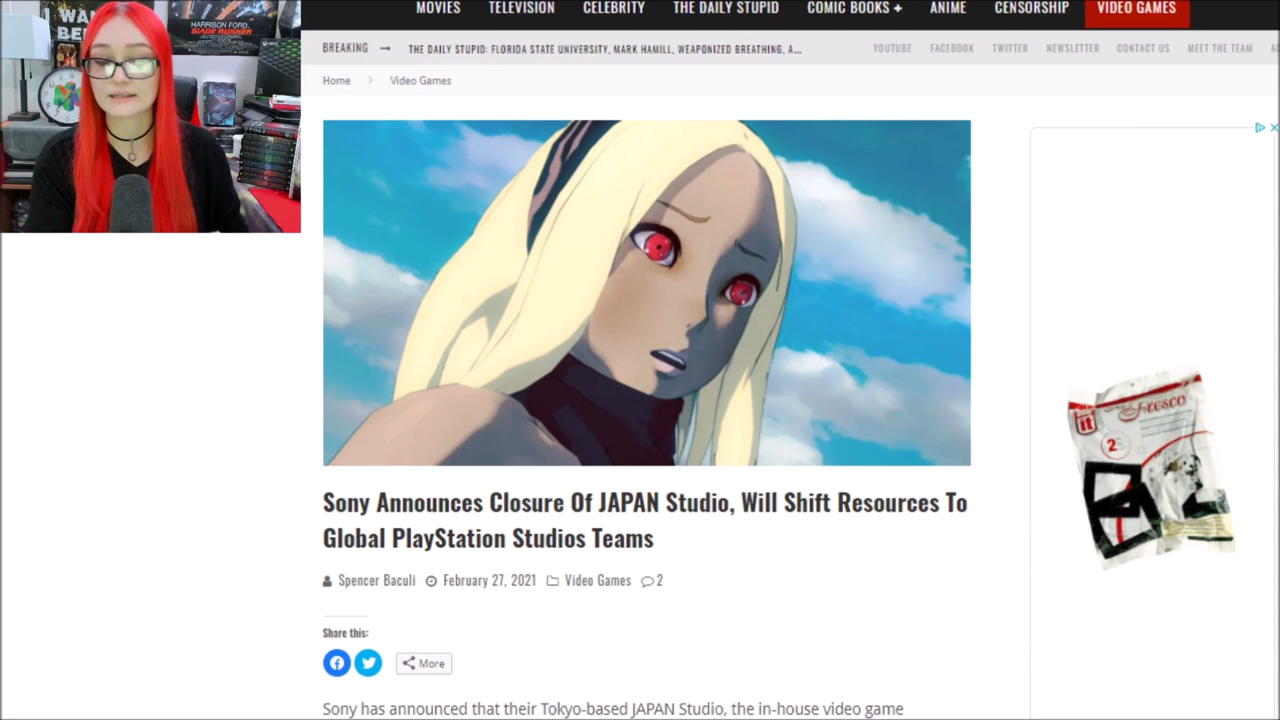 MOVIES TELEVISION CELEBRITY THE DAILY STUPID COMIC BOOKS + ANIME CENSORSHIP VIDEO GAMES
BREAKING → THE DAILY STUPID: FLORIDA STATE UNIVERSITY, MARK HAMILL, WEAPONIZED BREATHING, A...
YOUTUBE FACEBOOK TWITTER NEWSLETTER CONTACT US MEET THE TEAM
Home > Video Games
HARRISON FORD
BLADE RUNNER
Sony Announces Closure Of JAPAN Studio, Will Shift Resources To
Global PlayStation Studios Teams
Spencer Baculi February 27, 2021 Video Games 2
Share this:
More
Sony has announced that their Tokyo-based JAPAN Studio, the in-house video game
it
Fresco
2